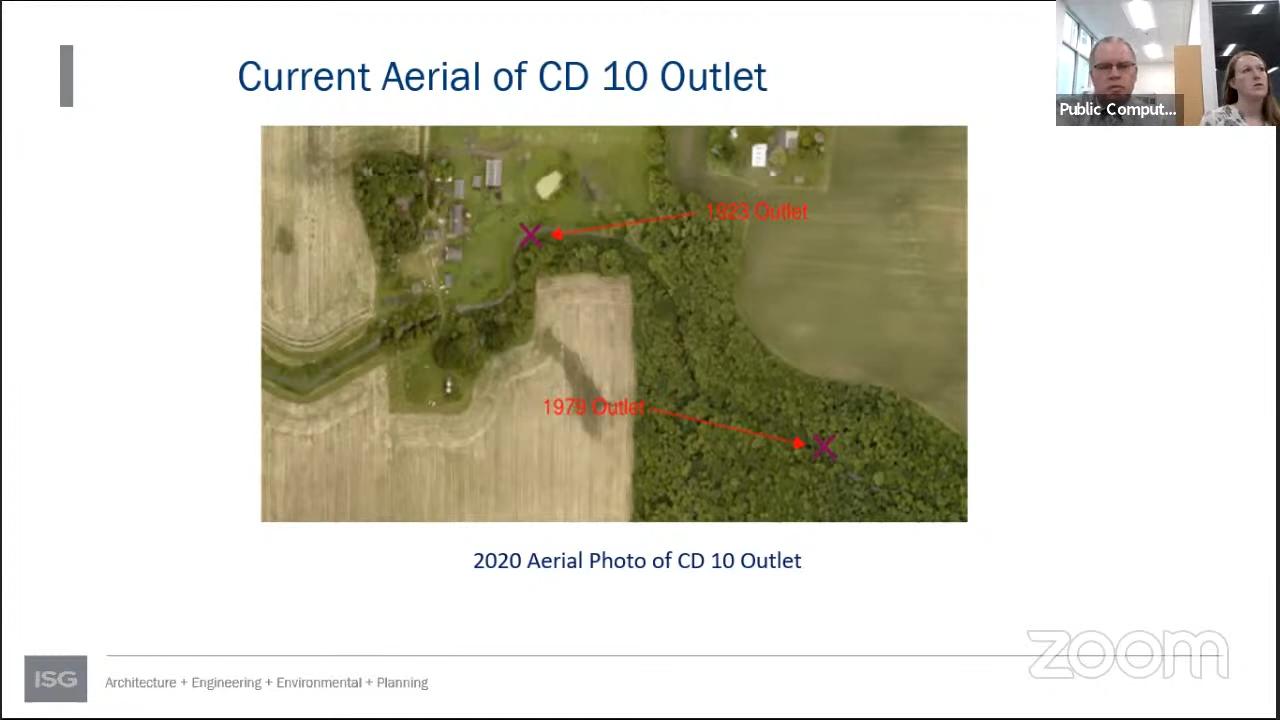 Current Aerial of CD 10 Outlet
Public Comput...
1923 Outlet
1979 Outlet
2020 Aerial Photo of CD 10 Outlet
zoom
ISG
Architecture + Engineering + Environmental + Planning